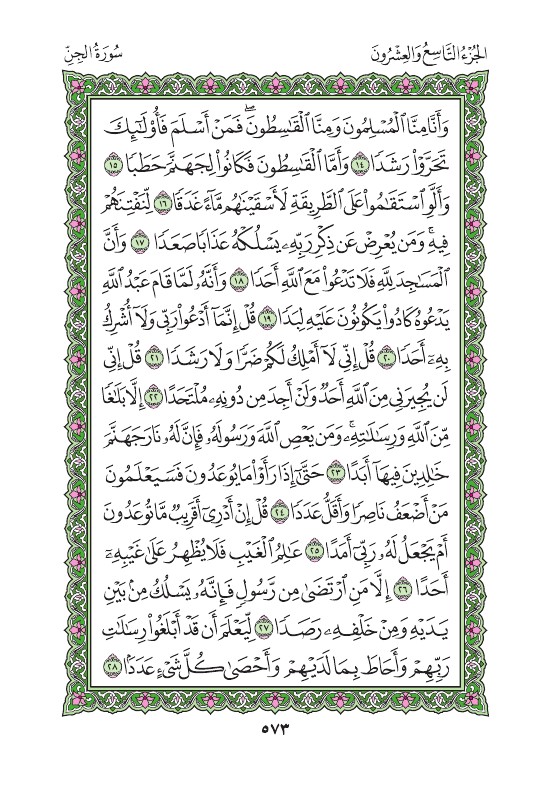 الجُزْءُ التَّاسِعُ وَالعِشْرُونَ
سُورَةُ الجِنِّ
وَأَنَّا مِنَّا ٱلْمُسْلِمُونَ وَمِنَّا ٱلْقَٰسِطُونَۖ فَمَنْ أَسْلَمَ فَأُو۟لَٰٓئِكَ
تَحَرَّوْا۟ رَشَدًا ١٤ وَأَمَّا ٱلْقَٰسِطُونَ فَكَانُوا۟ لِجَهَنَّمَ حَطَبًا ١٥
وَأَلَّوِ ٱسْتَقَٰمُوا۟ عَلَى ٱلطَّرِيقَةِ لَأَسْقَيْنَٰهُم مَّآءً غَدَقًا ١٦ لِّنَفْتِنَهُمْ
فِيهِۚ وَمَن يُعْرِضْ عَن ذِكْرِ رَبِّهِۦ يَسْلُكْهُ عَذَابًا صَعَدًا ١٧ وَأَنَّ
ٱلْمَسَٰجِدَ لِلَّهِ فَلَا تَدْعُوا۟ مَعَ ٱللَّهِ أَحَدًا ١٨ وَأَنَّهُۥ لَمَّا قَامَ عَبْدُ ٱللَّهِ
يَدْعُوهُ كَادُوا۟ يَكُونُونَ عَلَيْهِ لِبَدًا ١٩ قُلْ إِنَّمَآ أَدْعُوا۟ رَبِّى وَلَآ أُشْرِكُ
بِهِۦٓ أَحَدًا ٢٠ قُلْ إِنِّى لَآ أَمْلِكُ لَكُمْ ضَرًّا وَلَا رَشَدًا ٢١ قُلْ إِنِّى
لَن يُجِيرَنِى مِنَ ٱللَّهِ أَحَدٌ وَلَنْ أَجِدَ مِن دُونِهِۦ مُلْتَحَدًا ٢٢ إِلَّا بَلَٰغًا
مِّنَ ٱللَّهِ وَرِسَٰلَٰتِهِۦۚ وَمَن يَعْصِ ٱللَّهَ وَرَسُولَهُۥ فَإِنَّ لَهُۥ نَارَ جَهَنَّمَ
خَٰلِدِينَ فِيهَآ أَبَدًا ٢٣ حَتَّىٰٓ إِذَا رَأَوْا۟ مَا يُوعَدُونَ فَسَيَعْلَمُونَ
مَنْ أَضْعَفُ نَاصِرًا وَأَقَلُّ عَدَدًا ٢٤ قُلْ إِنْ أَدْرِىٓ أَقَرِيبٌ مَّا تُوعَدُونَ
أَمْ يَجْعَلُ لَهُۥ رَبِّىٓ أَمَدًا ٢٥ عَٰلِمُ ٱلْغَيْبِ فَلَا يُظْهِرُ عَلَىٰ غَيْبِهِۦٓ
أَحَدًا ٢٦ إِلَّا مَنِ ٱرْتَضَىٰ مِن رَّسُولٍ فَإِنَّهُۥ يَسْلُكُ مِنۢ بَيْنِ
يَدَيْهِ وَمِنْ خَلْفِهِۦ رَصَدًا ٢٧ لِّيَعْلَمَ أَن قَدْ أَبْلَغُوا۟ رِسَٰلَٰتِ
رَبِّهِمْ وَأَحَاطَ بِمَا لَدَيْهِمْ وَأَحْصَىٰ كُلَّ شَىْءٍ عَدَدًۢا ٢٨
٥٧٣